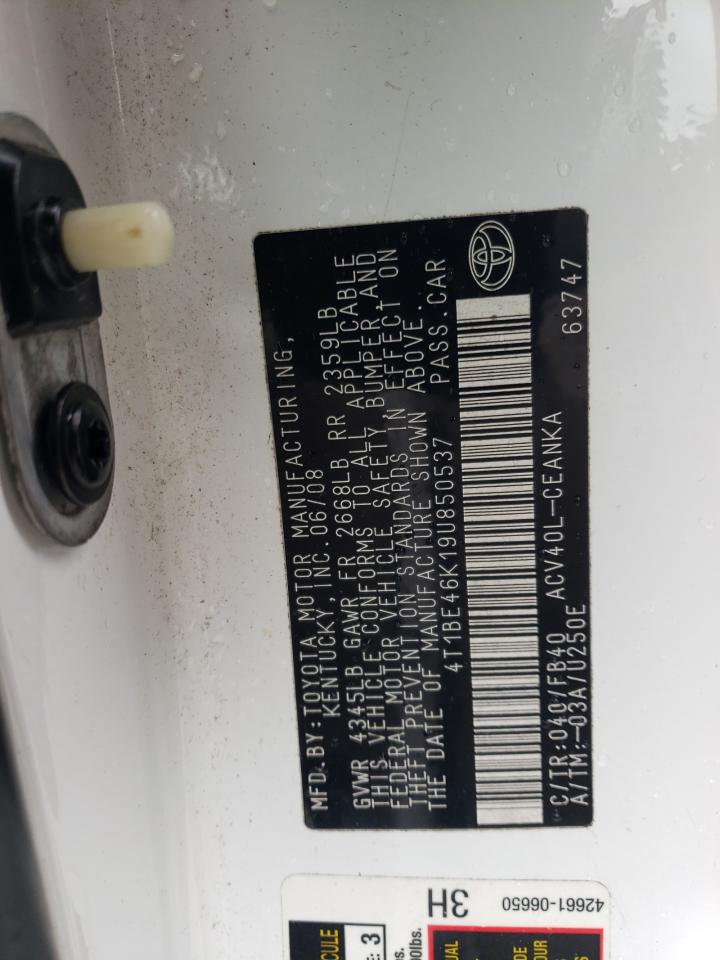 MFD.BY:TOYOTA MOTOR MANUFACTURING,
KENTUCKY, INC.06/08
GVWR 4345LB GAWR FR 2668LB RR 2359LB
THIS VEHICLE CONFORMS TO ALL APPLICABLE
FEDERAL MOTOR VEHICLE SAFETY, BUMPER, AND
THEFT PREVENTION STANDARDS IN EFFECT ON
THE DATE OF MANUFACTURE SHOWN ABOVE.
4T1BE46K19U850537 PASS.CAR
C/TR:040/FB40 ACV40L-CEANKA 63747
A/TM:-03A/U250E
42661-06650
3H